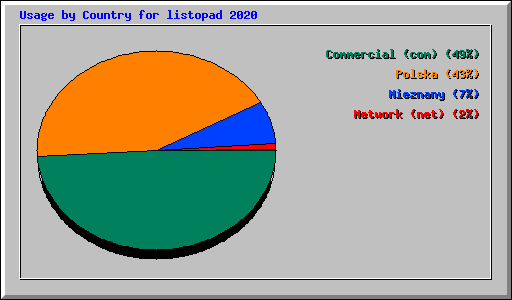 Usage by Country for listopad 2020
Commercial (com) (49%)
Polska (43%)
Nieznany (7%)
Network (net) (2%)